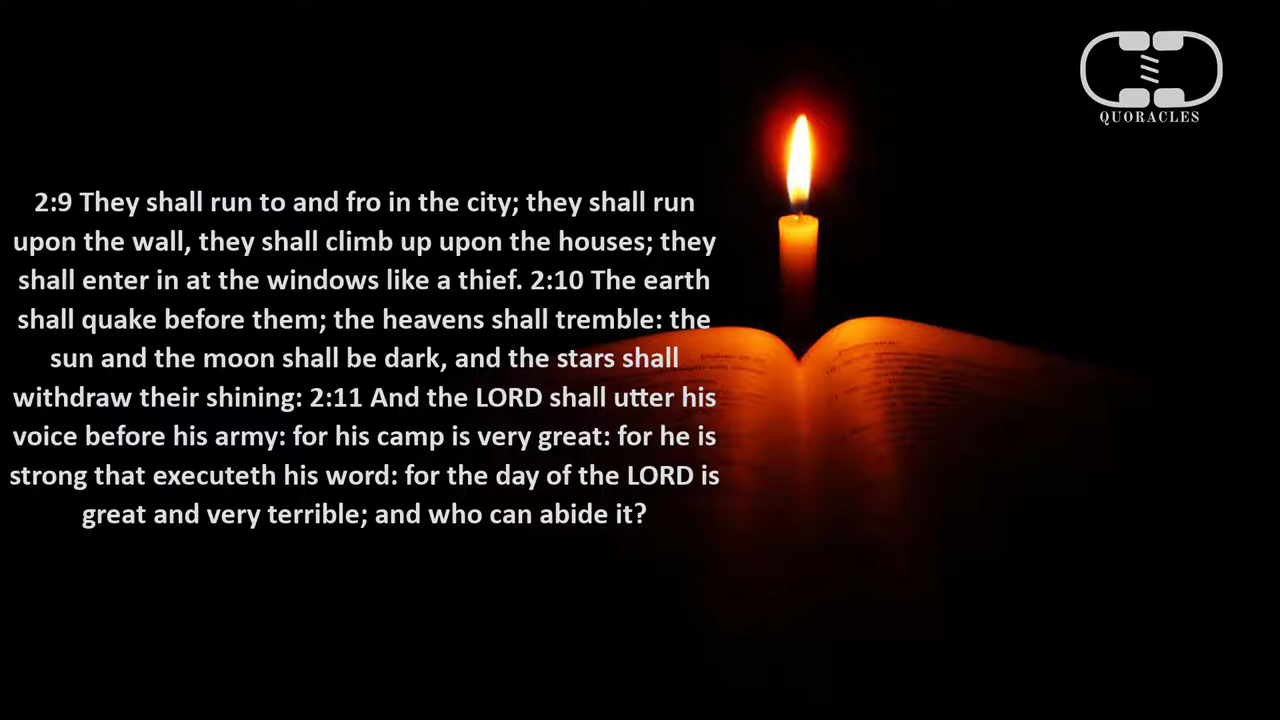 QUORACLES
2:9 They shall run to and fro in the city; they shall run
upon the wall, they shall climb up upon the houses; they
shall enter in at the windows like a thief. 2:10 The earth
shall quake before them; the heavens shall tremble: the
sun and the moon shall be dark, and the stars shall
withdraw their shining: 2:11 And the LORD shall utter his
voice before his army: for his camp is very great: for he is
strong that executeth his word: for the day of the LORD is
great and very terrible; and who can abide it?